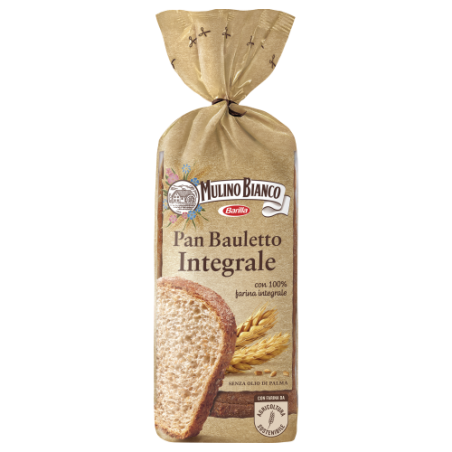 MULINO BIANCO
Barilla
Pan Bauletto
Integrale
con 100%
farina integrale
SENZA OLIO DI PALMA
CON FARINA DA
AGRICOLTURA
SOSTENIBILE